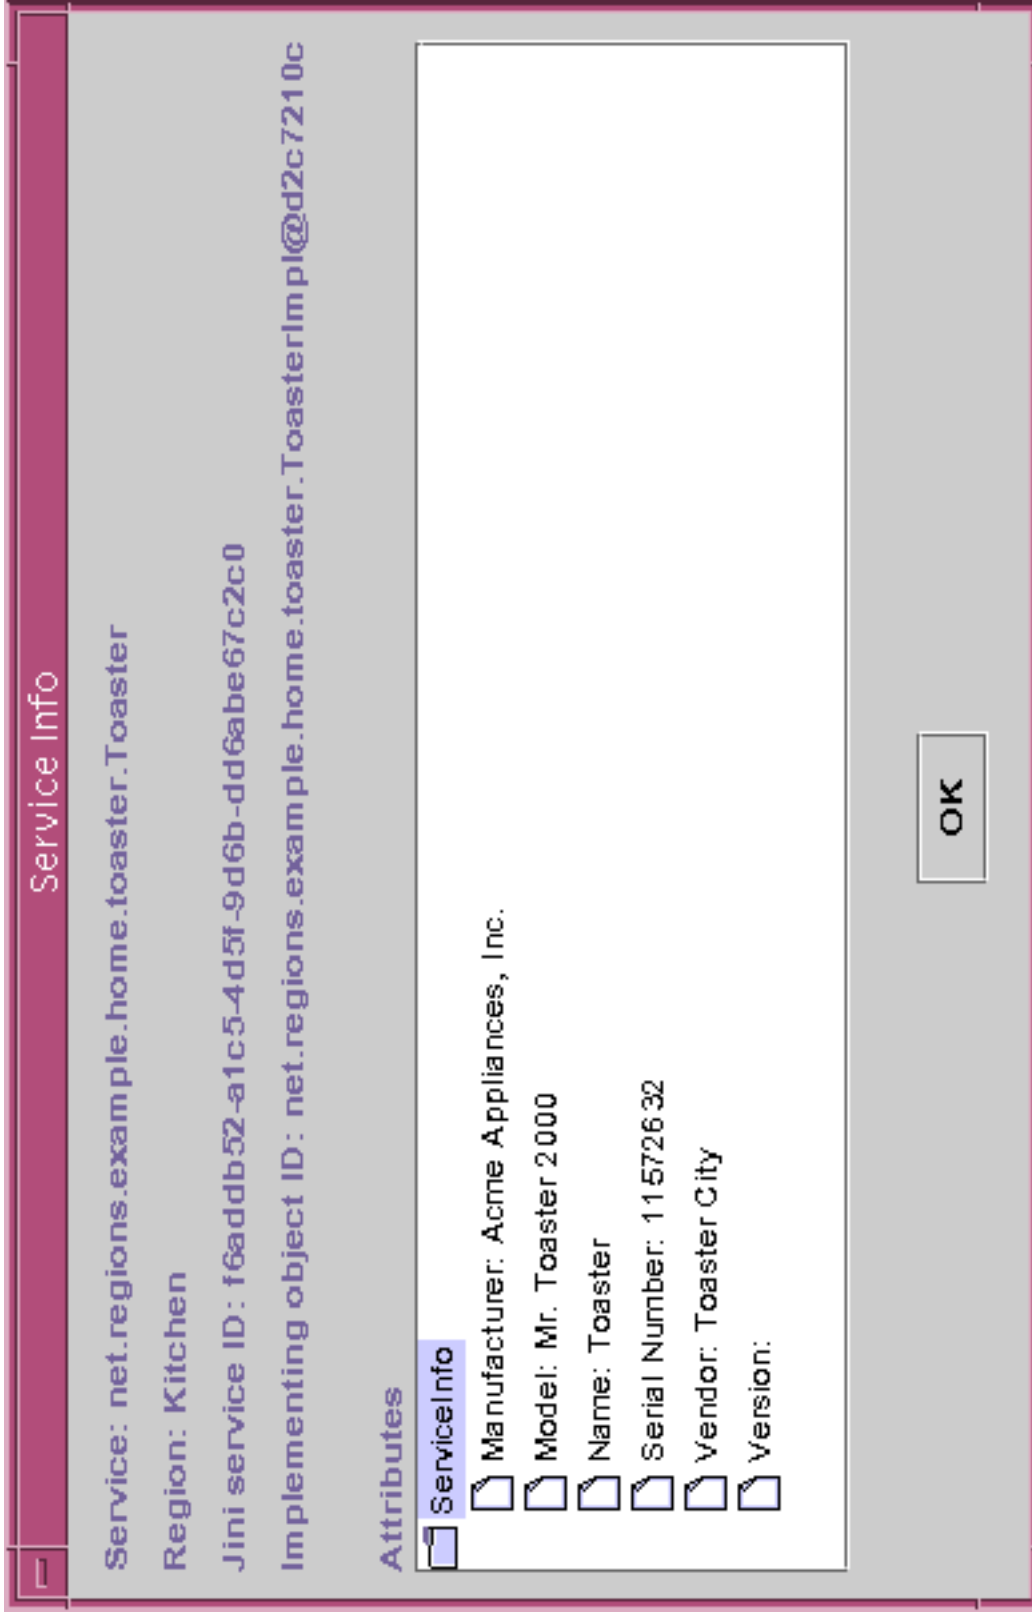 Service Info
Service: net.regions.example.home.toaster.Toaster
Region: Kitchen
Jini service ID: f6addb52-a1c5-4d5f-9d6b-dd6abe67c2c0
Implementing object ID: net.regions.example.home.toaster.ToasterImpl@d2c7210c
Attributes
ServiceInfo
Manufacturer: Acme Appliances, Inc.
Model: Mr. Toaster 2000
Name: Toaster
Serial Number: 11572632
Vendor: Toaster City
Version:
OK